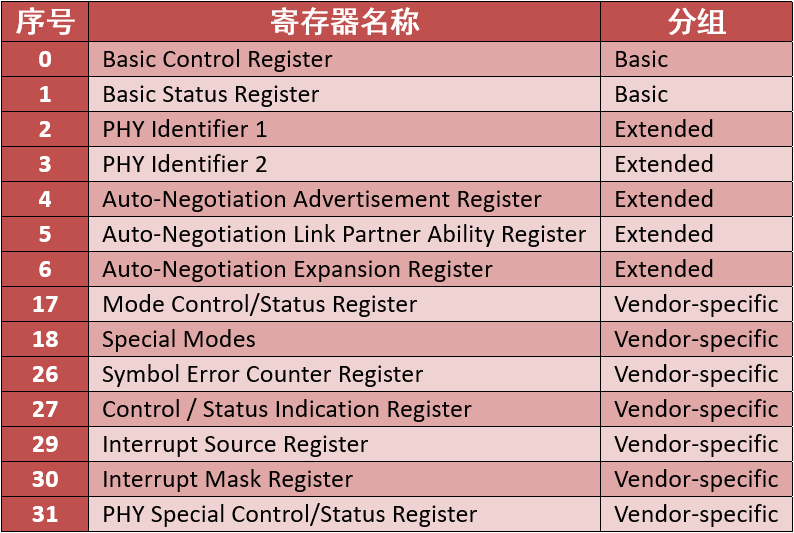 序号 寄存器名称 分组
0 Basic Control Register Basic
1 Basic Status Register Basic
2 PHY Identifier 1 Extended
3 PHY Identifier 2 Extended
4 Auto-Negotiation Advertisement Register Extended
5 Auto-Negotiation Link Partner Ability Register Extended
6 Auto-Negotiation Expansion Register Extended
17 Mode Control/Status Register Vendor-specific
18 Special Modes Vendor-specific
26 Symbol Error Counter Register Vendor-specific
27 Control / Status Indication Register Vendor-specific
29 Interrupt Source Register Vendor-specific
30 Interrupt Mask Register Vendor-specific
31 PHY Special Control/Status Register Vendor-specific